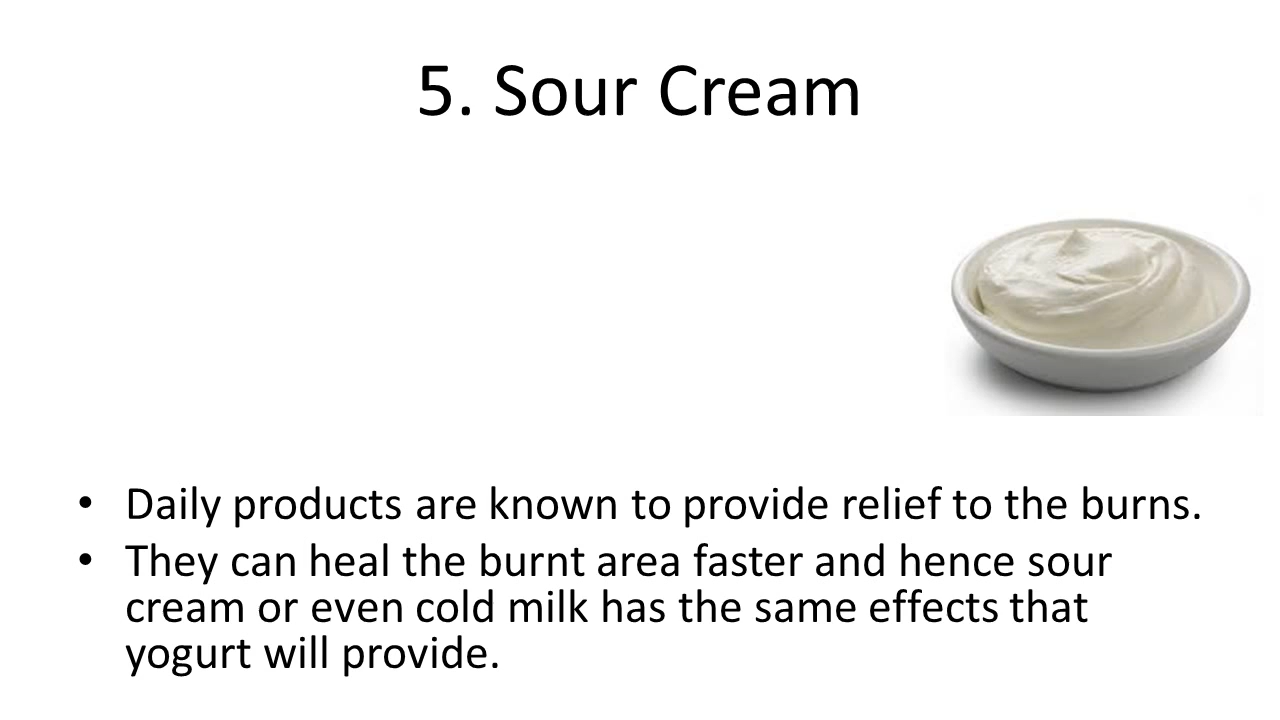 5. Sour Cream
• Daily products are known to provide relief to the burns.
• They can heal the burnt area faster and hence sour
cream or even cold milk has the same effects that
yogurt will provide.